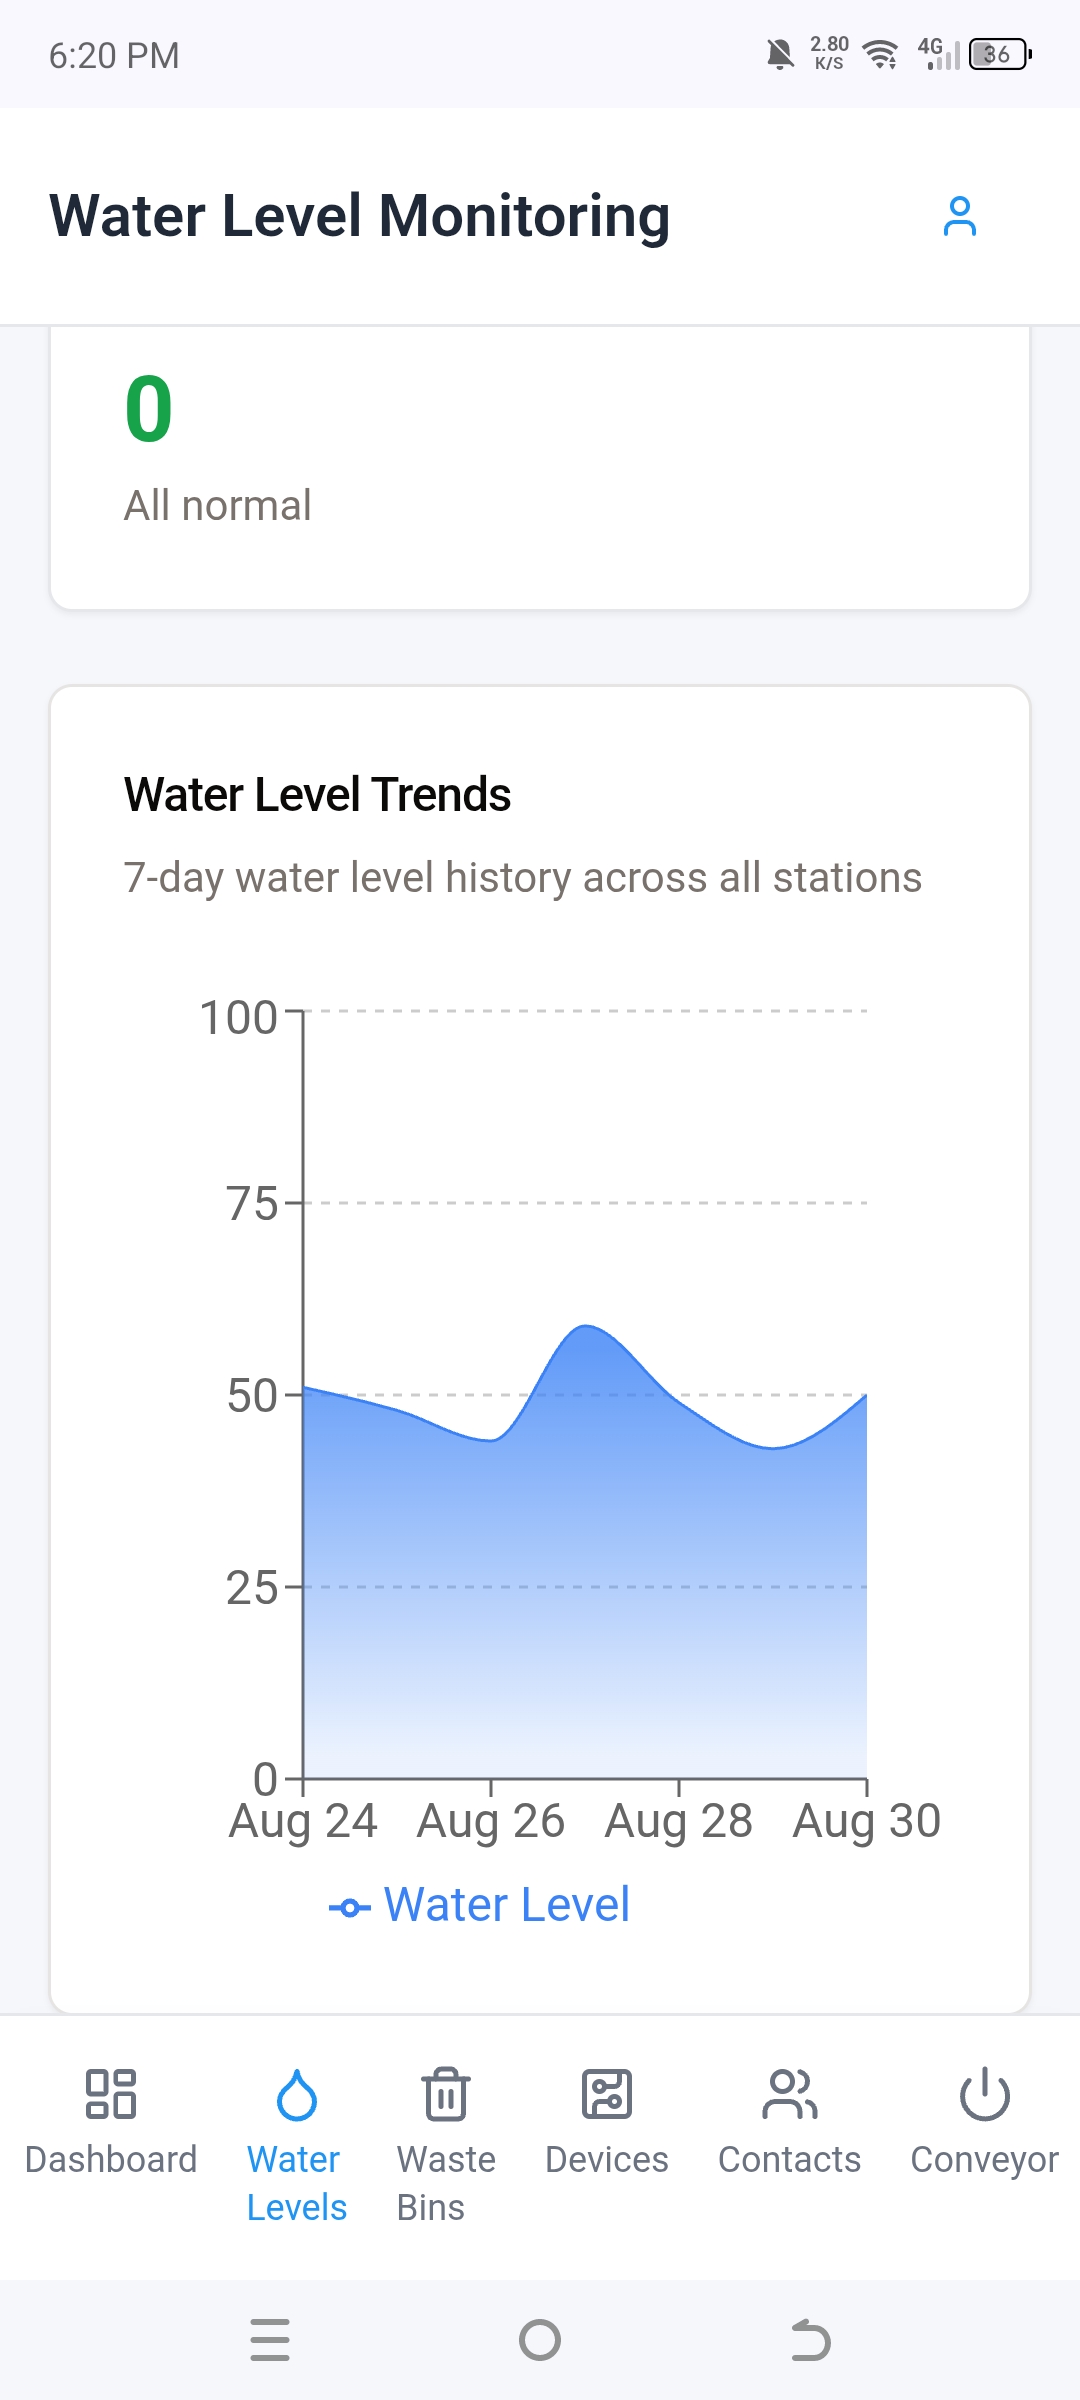 6:20 PM
2.80
K/S
4G
36
Water Level Monitoring
0
All normal
Water Level Trends
7-day water level history across all stations
100
75
50
25
0
Aug 24 Aug 26 Aug 28 Aug 30
Water Level
Dashboard
Water
Levels
Waste
Bins
Devices
Contacts
Conveyor